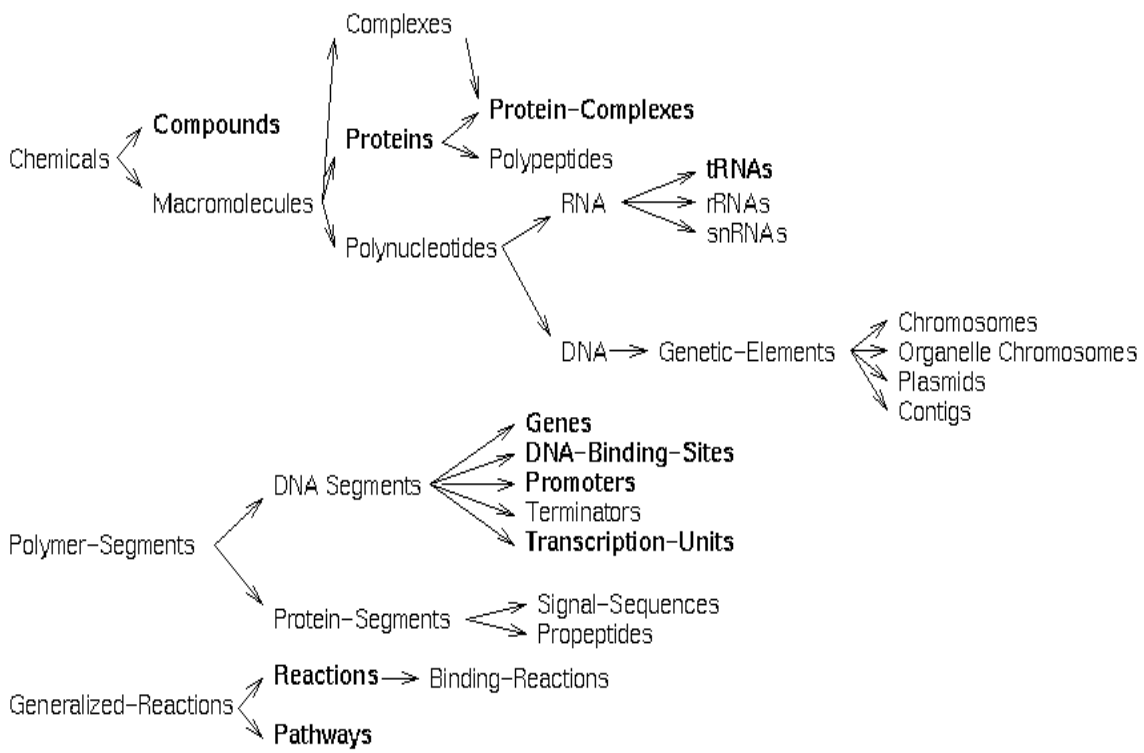 Complexes
Protein-Complexes
Compounds
Proteins
Chemicals
Polypeptides
tRNAs
Macromolecules
RNA
rRNAs
snRNAs
Polynucleotides
Chromosomes
DNA
Genetic-Elements
Organelle Chromosomes
Plasmids
Contigs
Genes
DNA-Binding-Sites
DNA Segments
Promoters
Terminators
Transcription-Units
Polymer-Segments
Signal-Sequences
Protein-Segments
Propeptides
Reactions
Binding-Reactions
Generalized-Reactions
Pathways